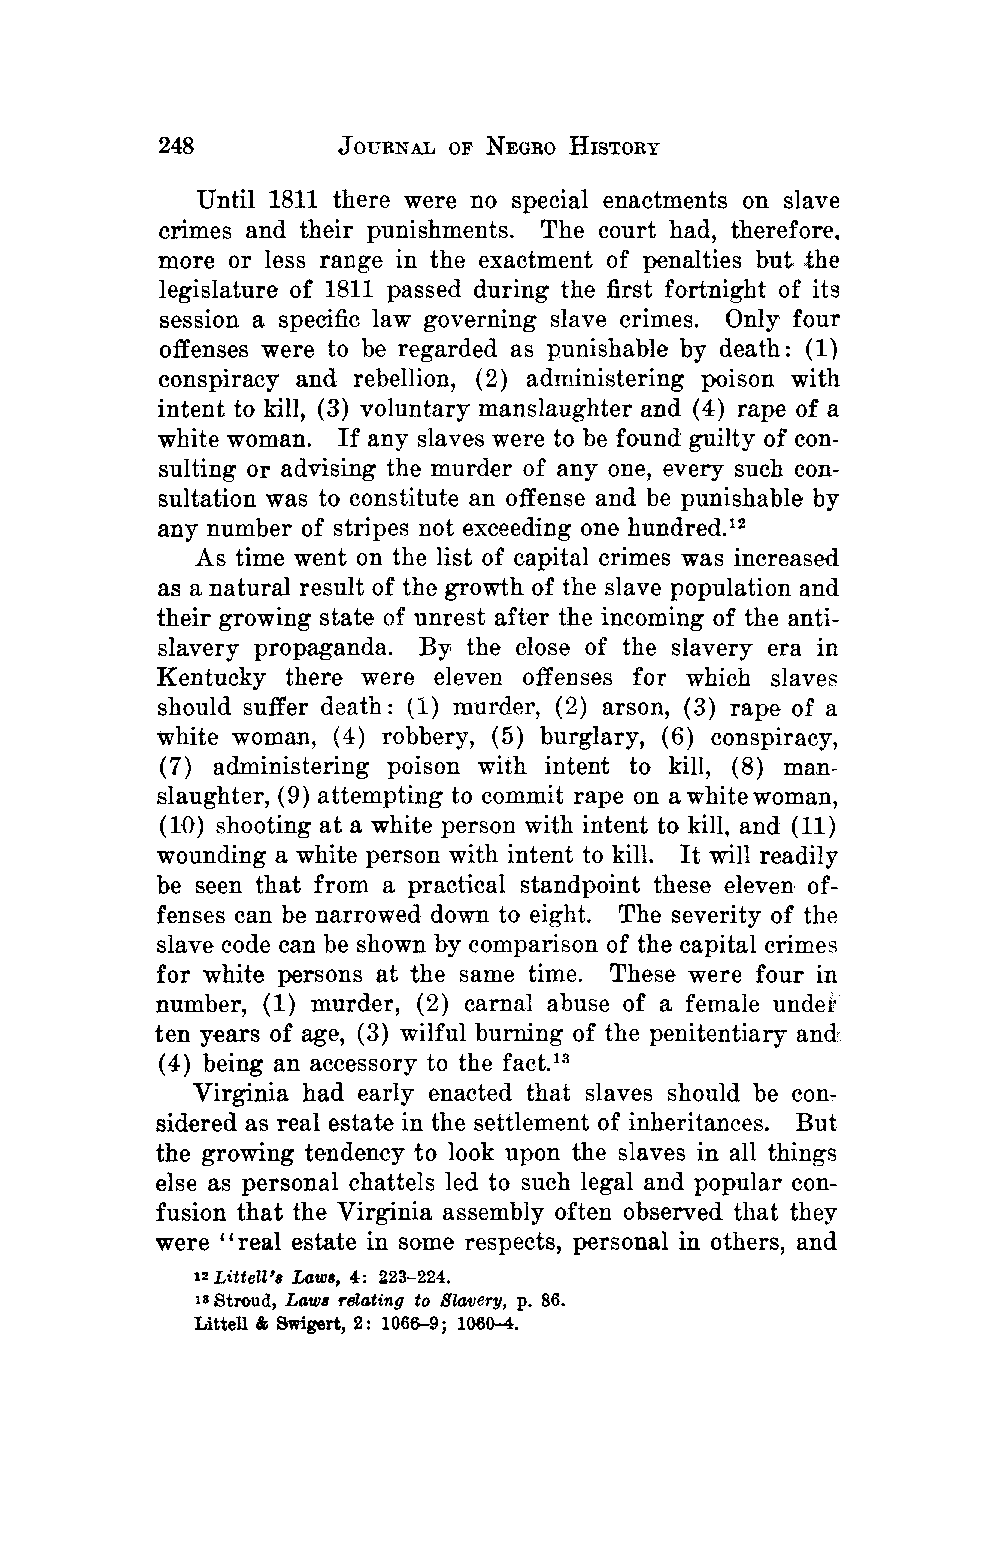 248 JOURNAL OF NEGRO HISTORY
Until 1811 there were no special enactments on slave
crimes and their punishments. The court had, therefore,
more or less range in the exactment of penalties but the
legislature of 1811 passed during the first fortnight of its
session a specific law governing slave crimes. Only four
offenses were to be regarded as punishable by death: (1)
conspiracy and rebellion, (2) administering poison with
intent to kill, (3) voluntary manslaughter and (4) rape of a
white woman. If any slaves were to be found guilty of con-
sulting or advising the murder of any one, every such con-
sultation was to constitute an offense and be punishable by
any number of stripes not exceeding one hundred.¹²
As time went on the list of capital crimes was increased
as a natural result of the growth of the slave population and
their growing state of unrest after the incoming of the anti-
slavery propaganda. By the close of the slavery era in
Kentucky there were eleven offenses for which slaves
should suffer death: (1) murder, (2) arson, (3) rape of a
white woman, (4) robbery, (5) burglary, (6) conspiracy,
(7) administering poison with intent to kill, (8) man-
slaughter, (9) attempting to commit rape on a white woman,
(10) shooting at a white person with intent to kill, and (11)
wounding a white person with intent to kill. It will readily
be seen that from a practical standpoint these eleven of-
fenses can be narrowed down to eight. The severity of the
slave code can be shown by comparison of the capital crimes
for white persons at the same time. These were four in
number, (1) murder, (2) carnal abuse of a female under
ten years of age, (3) wilful burning of the penitentiary and
(4) being an accessory to the fact.¹³
Virginia had early enacted that slaves should be con-
sidered as real estate in the settlement of inheritances. But
the growing tendency to look upon the slaves in all things
else as personal chattels led to such legal and popular con-
fusion that the Virginia assembly often observed that they
were "real estate in some respects, personal in others, and
¹² Littell's Laws, 4: 223–224.
¹³ Stroud, Laws relating to Slavery, p. 86.
Littell & Swigert, 2: 1066–9; 1060–4.